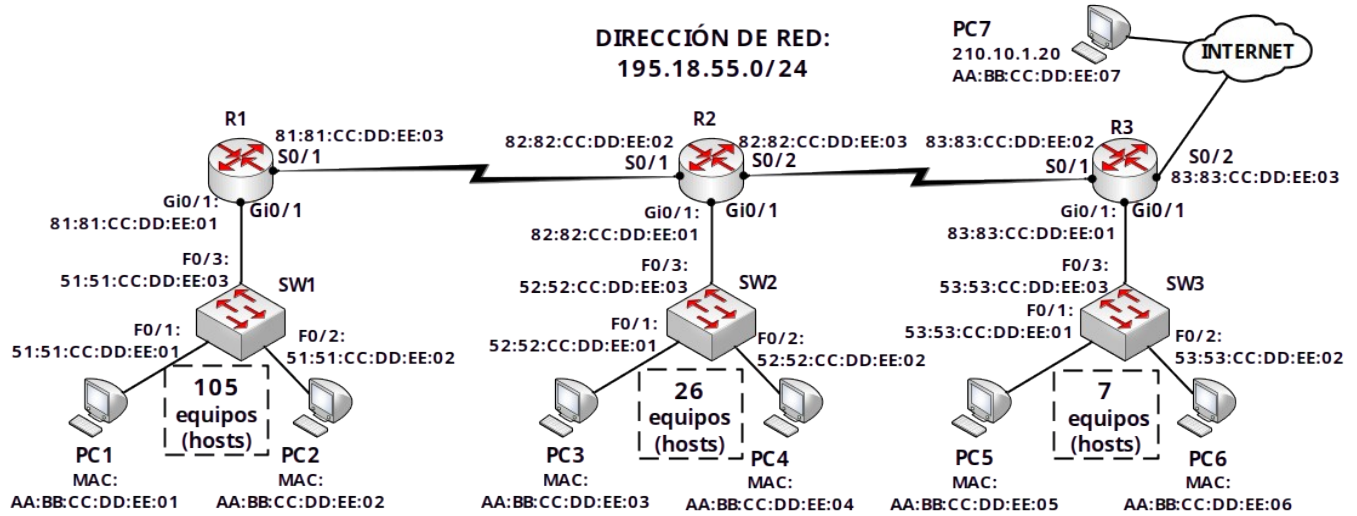 DIRECCIÓN DE RED:
195.18.55.0/24
PC7
210.10.1.20
AA:BB:CC:DD:EE:07
INTERNET
R1
81:81:CC:DD:EE:03
S0/1
Gi0/1:
81:81:CC:DD:EE:01
Gi0/1
R2
82:82:CC:DD:EE:02
S0/1
82:82:CC:DD:EE:03
S0/2
Gi0/1:
82:82:CC:DD:EE:01
Gi0/1
R3
83:83:CC:DD:EE:02
S0/1
S0/2
83:83:CC:DD:EE:03
Gi0/1:
83:83:CC:DD:EE:01
Gi0/1
F0/3:
51:51:CC:DD:EE:03
SW1
F0/1:
51:51:CC:DD:EE:01
F0/2:
51:51:CC:DD:EE:02
F0/3:
52:52:CC:DD:EE:03
SW2
F0/1:
52:52:CC:DD:EE:01
F0/2:
52:52:CC:DD:EE:02
F0/3:
53:53:CC:DD:EE:03
SW3
F0/1:
53:53:CC:DD:EE:01
F0/2:
53:53:CC:DD:EE:02
105
equipos
(hosts)
26
equipos
(hosts)
7
equipos
(hosts)
PC1
MAC:
AA:BB:CC:DD:EE:01
PC2
MAC:
AA:BB:CC:DD:EE:02
PC3
MAC:
AA:BB:CC:DD:EE:03
PC4
MAC:
AA:BB:CC:DD:EE:04
PC5
MAC:
AA:BB:CC:DD:EE:05
PC6
MAC:
AA:BB:CC:DD:EE:06